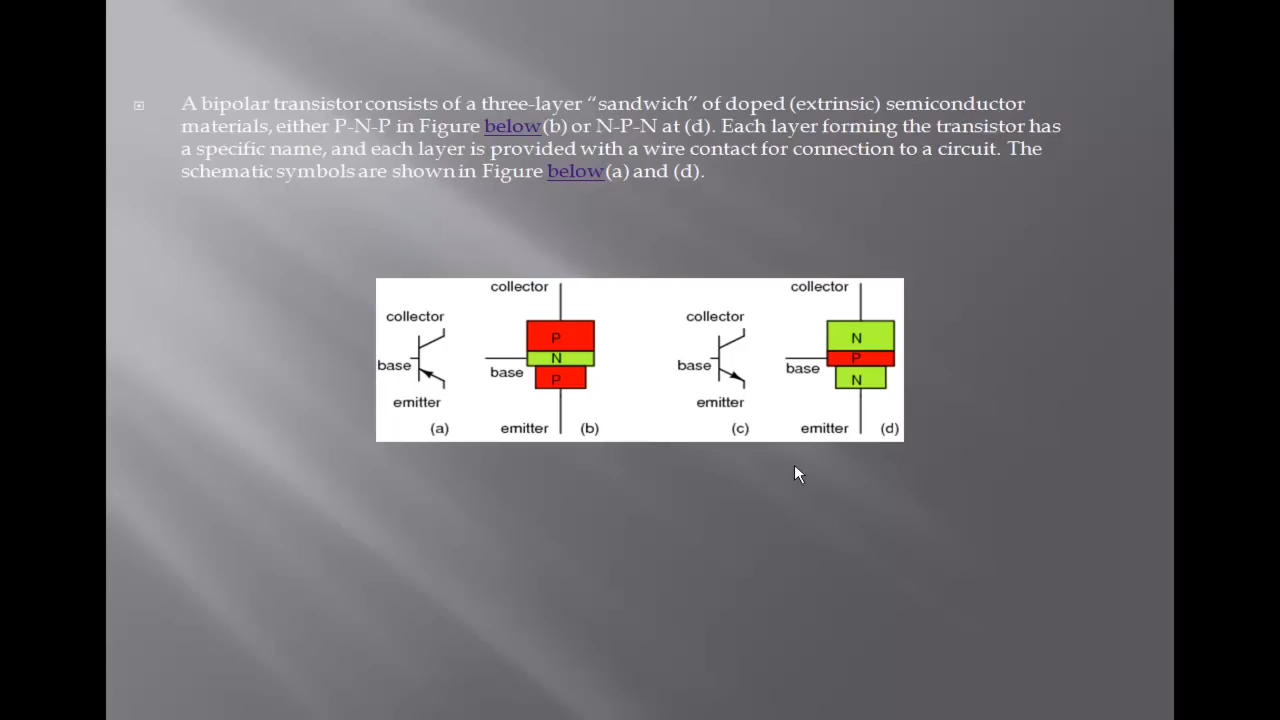 A bipolar transistor consists of a three-layer “sandwich” of doped (extrinsic) semiconductor
materials, either P-N-P in Figure below(b) or N-P-N at (d). Each layer forming the transistor has
a specific name, and each layer is provided with a wire contact for connection to a circuit. The
schematic symbols are shown in Figure below(a) and (d).
collector
collector
base
emitter
(a)
P
N
P
base
emitter
(b)
collector
collector
base
emitter
(c)
N
P
N
base
emitter
(d)